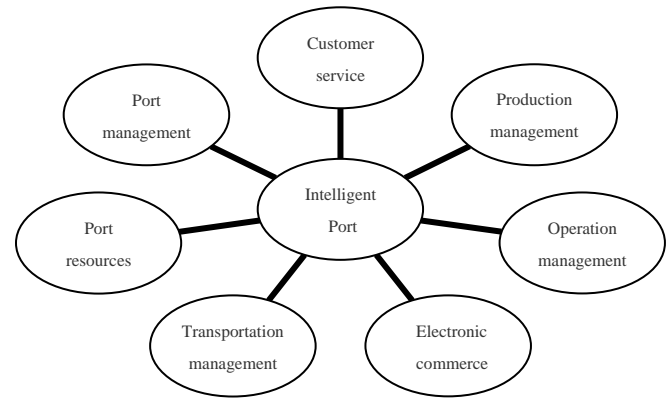 Customer
service
Port
management
Production
management
Intelligent
Port
Port
resources
Operation
management
Transportation
management
Electronic
commerce